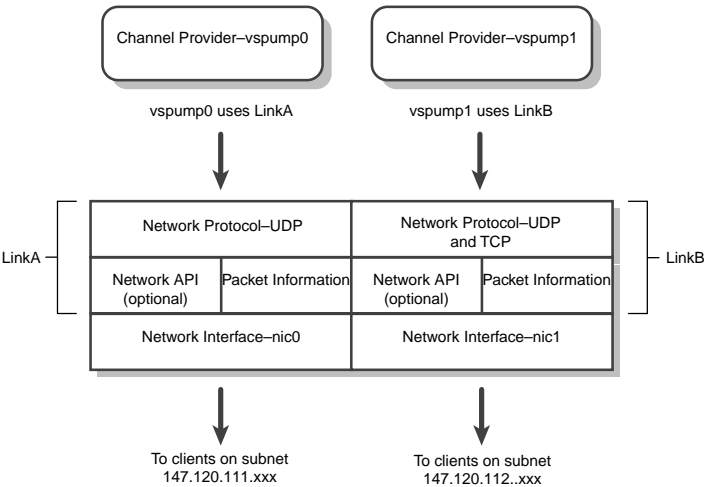 Channel Provider–vspump0
Channel Provider–vspump1
vspump0 uses LinkA
vspump1 uses LinkB
LinkA
Network Protocol–UDP
Network Protocol–UDP
and TCP
Network API
(optional)
Packet Information
Network API
(optional)
Packet Information
LinkB
Network Interface–nic0
Network Interface–nic1
To clients on subnet
147.120.111.xxx
To clients on subnet
147.120.112..xxx